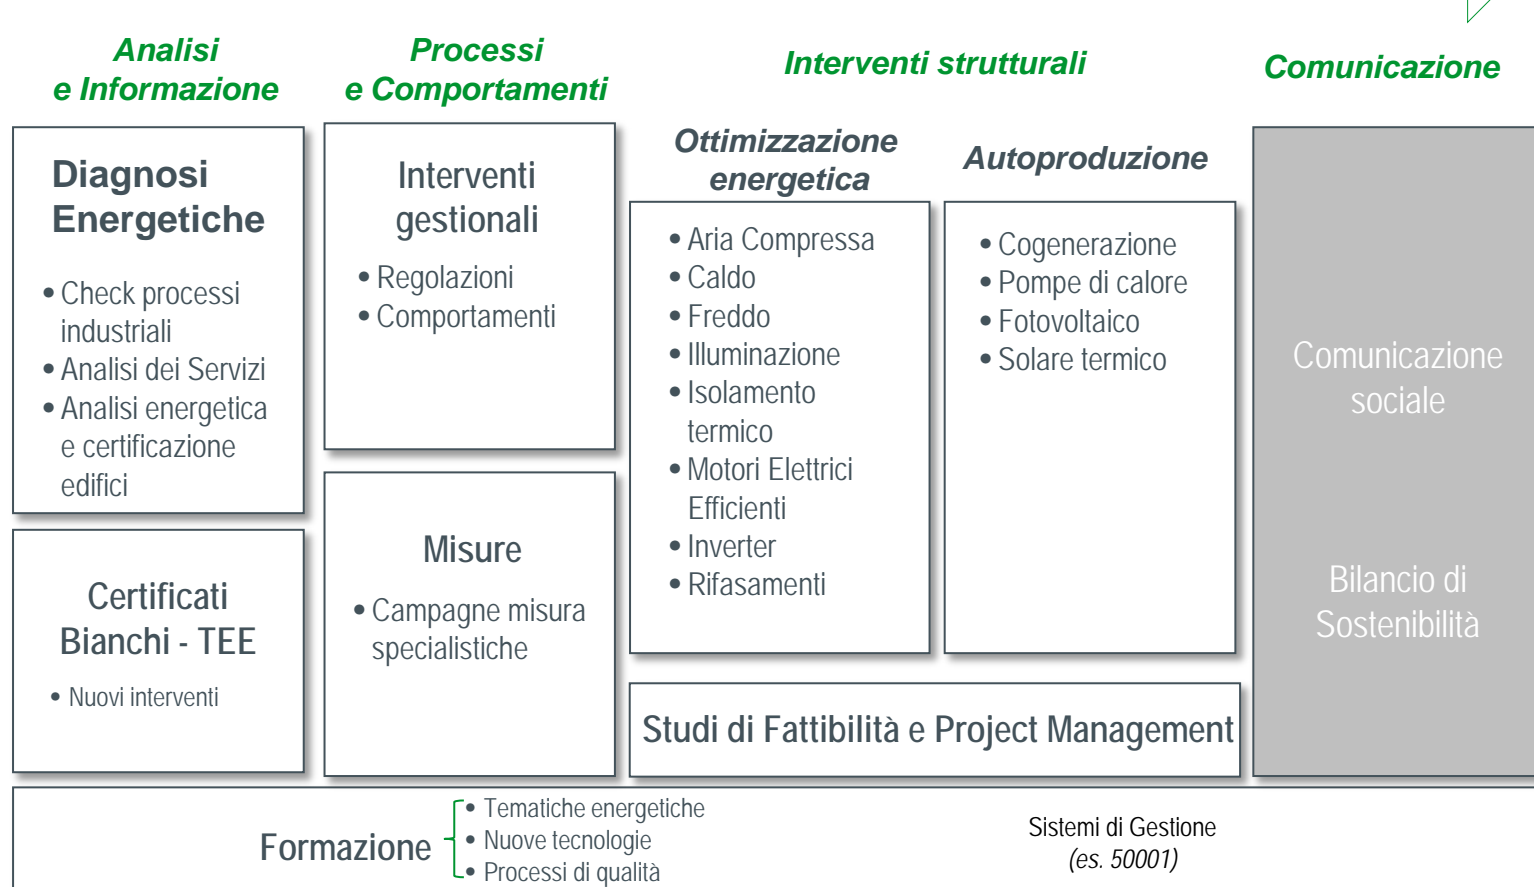 Analisi
e Informazione
Processi
e Comportamenti
Interventi strutturali
Comunicazione
Diagnosi
Energetiche
• Check processi
industriali
• Analisi dei Servizi
• Analisi energetica
e certificazione
edifici
Certificati
Bianchi - TEE
• Nuovi interventi
Interventi
gestionali
• Regolazioni
• Comportamenti
Misure
• Campagne misura
specialistiche
Ottimizzazione
energetica
• Aria Compressa
• Caldo
• Freddo
• Illuminazione
• Isolamento
termico
• Motori Elettrici
Efficienti
• Inverter
• Rifasamenti
Autoproduzione
• Cogenerazione
• Pompe di calore
• Fotovoltaico
• Solare termico
Studi di Fattibilità e Project Management
Comunicazione
sociale
Bilancio di
Sostenibilità
Formazione
• Tematiche energetiche
• Nuove tecnologie
• Processi di qualità
Sistemi di Gestione
(es. 50001)